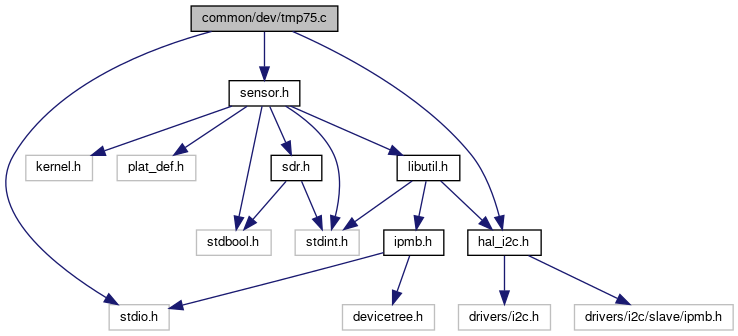 common/dev/tmp75.c
sensor.h
kernel.h
plat_def.h
sdr.h
libutil.h
stdbool.h
stdint.h
ipmb.h
hal_i2c.h
stdio.h
devicetree.h
drivers/i2c.h
drivers/i2c/slave/ipmb.h